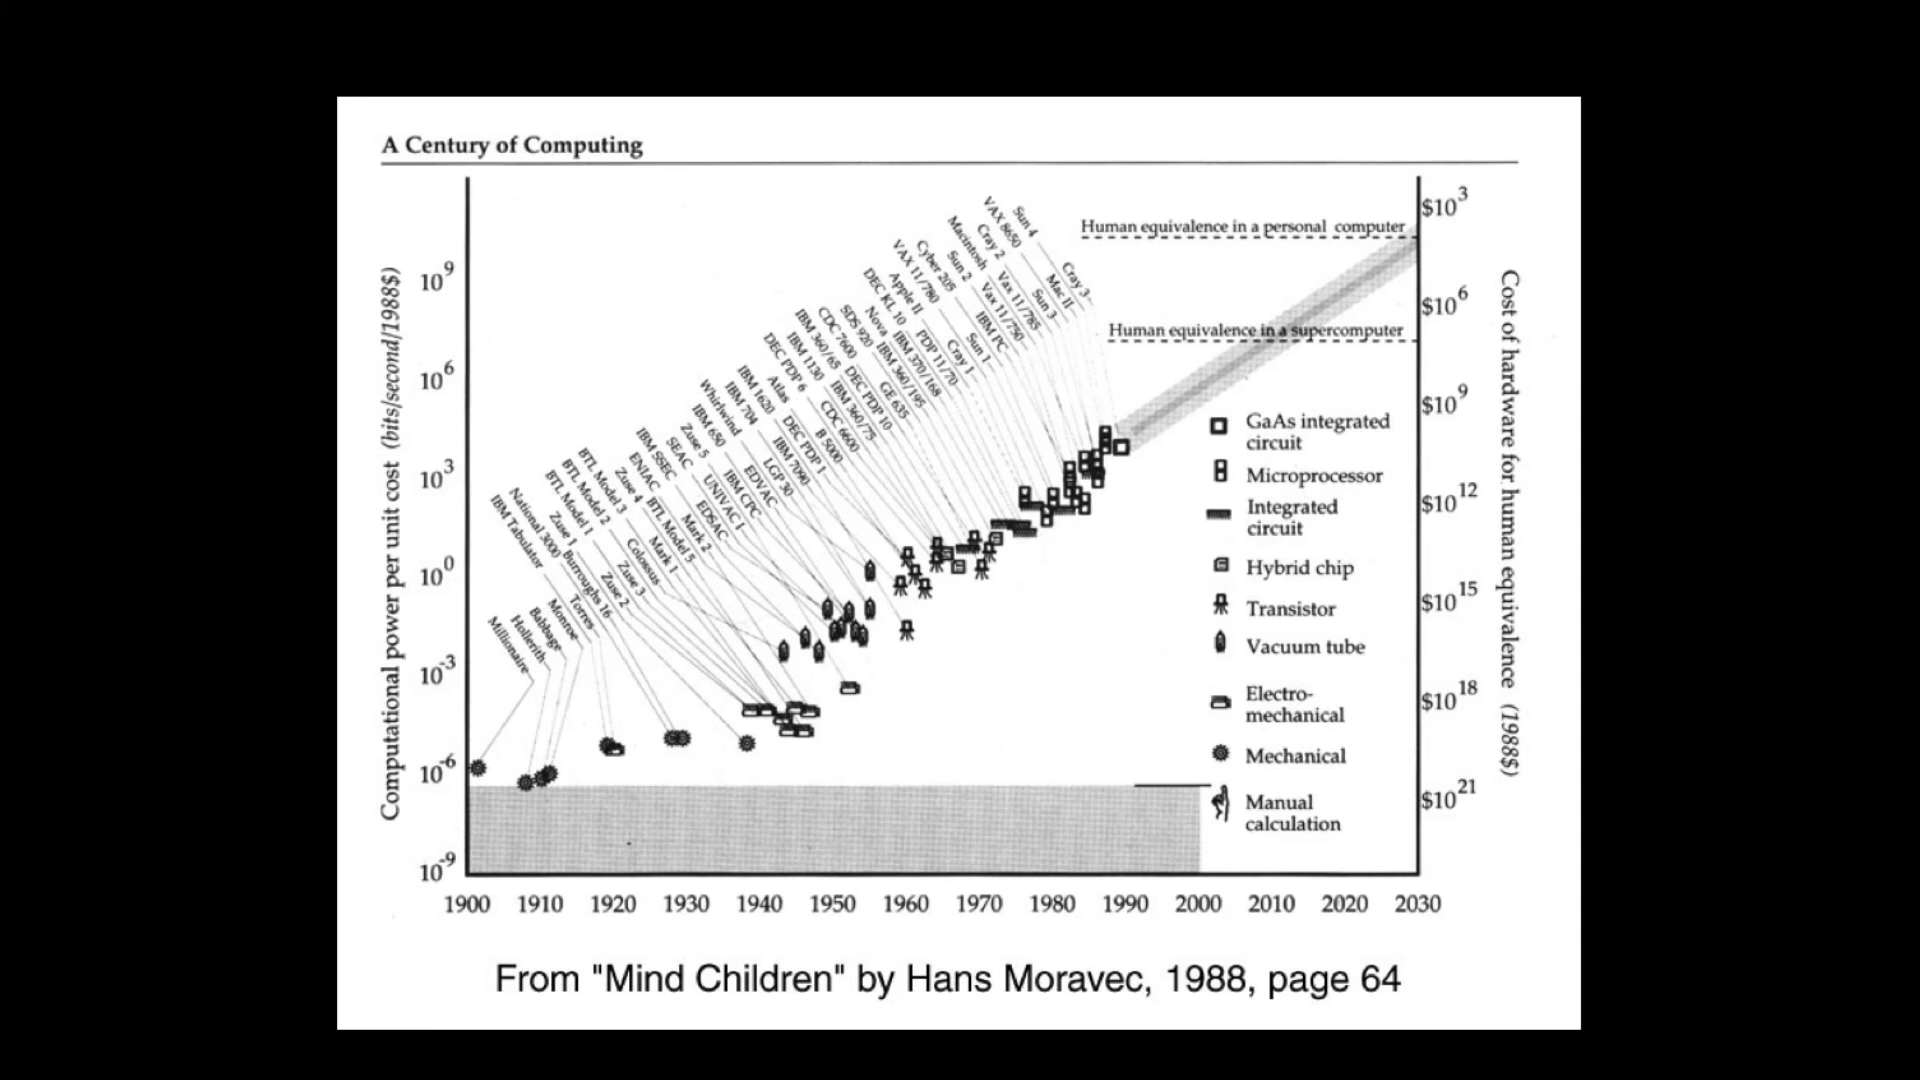 A Century of Computing
Computational power per unit cost (bits/second/1988$)
10^9
10^6
10^3
10^0
10^-3
10^-6
10^-9
Millionaire
Hollerith
Babbage
Monroe
Torres
IBM Tabulator
National 3000
Zuse 1
Burroughs 16
Zuse 2
Zuse 3
Colossus
Mark 1
BTL Model 1
BTL Model 2
BTL Model 3
Zuse 4
BTL Model 5
Mark 2
EDSAC
ENIAC
IBM SSEC
SEAC
UNIVAC I
IBM CPC
EDVAC
LGP 30
Zuse 5
IBM 650
Whirlwind
IBM 704
IBM 7090
DEC PDP 1
IBM 1620
Atlas
B 5000
CDC 6600
DEC PDP 6
IBM 1130
IBM 360/75
IBM 360/65
DEC PDP 10
CDC 7600
GE 635
SDS 920
IBM 360/195
Nova
IBM 370/168
DEC KL 10
PDP 11/70
Apple II
Cray 1
VAX 11/780
Cyber 205
Sun 1
Sun 2
IBM PC
Macintosh
Vax 11/750
Cray 2
Vax 11/785
VAX 8650
Sun 3
Sun 4
Mac II
Cray 3
Human equivalence in a personal computer
Human equivalence in a supercomputer
GaAs integrated
circuit
Microprocessor
Integrated
circuit
Hybrid chip
Transistor
Vacuum tube
Electro-
mechanical
Mechanical
Manual
calculation
$10^3
$10^6
$10^9
$10^12
$10^15
$10^18
$10^21
Cost of hardware for human equivalence (1988$)
1900 1910 1920 1930 1940 1950 1960 1970 1980 1990 2000 2010 2020 2030
From "Mind Children" by Hans Moravec, 1988, page 64